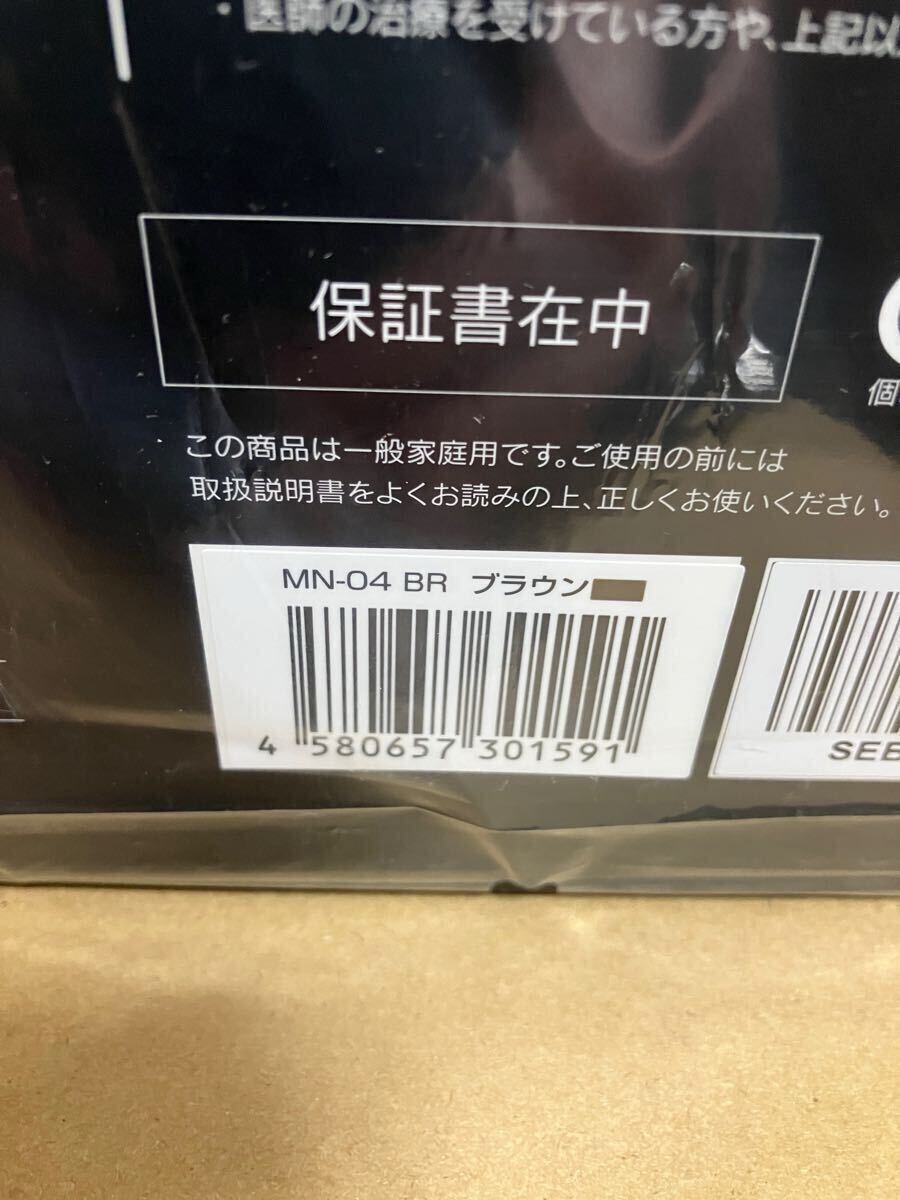 ・医師の治療を受けている方や、上記以
保証書在中
個
この商品は一般家庭用です。ご使用の前には
取扱説明書をよくお読みの上、正しくお使いください。
MN-04 BR ブラウン
4 580657 301591
SEB